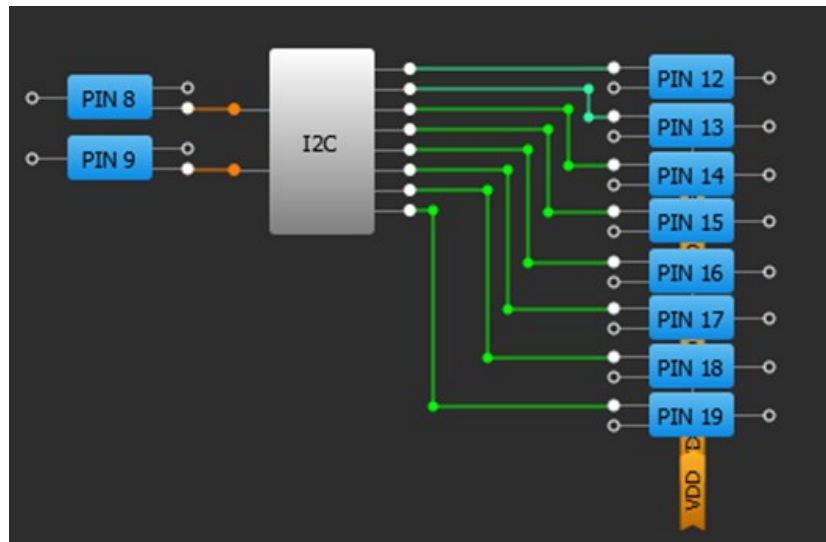 PIN 8
PIN 9
I2C
PIN 12
PIN 13
PIN 14
PIN 15
PIN 16
PIN 17
PIN 18
PIN 19
VDD